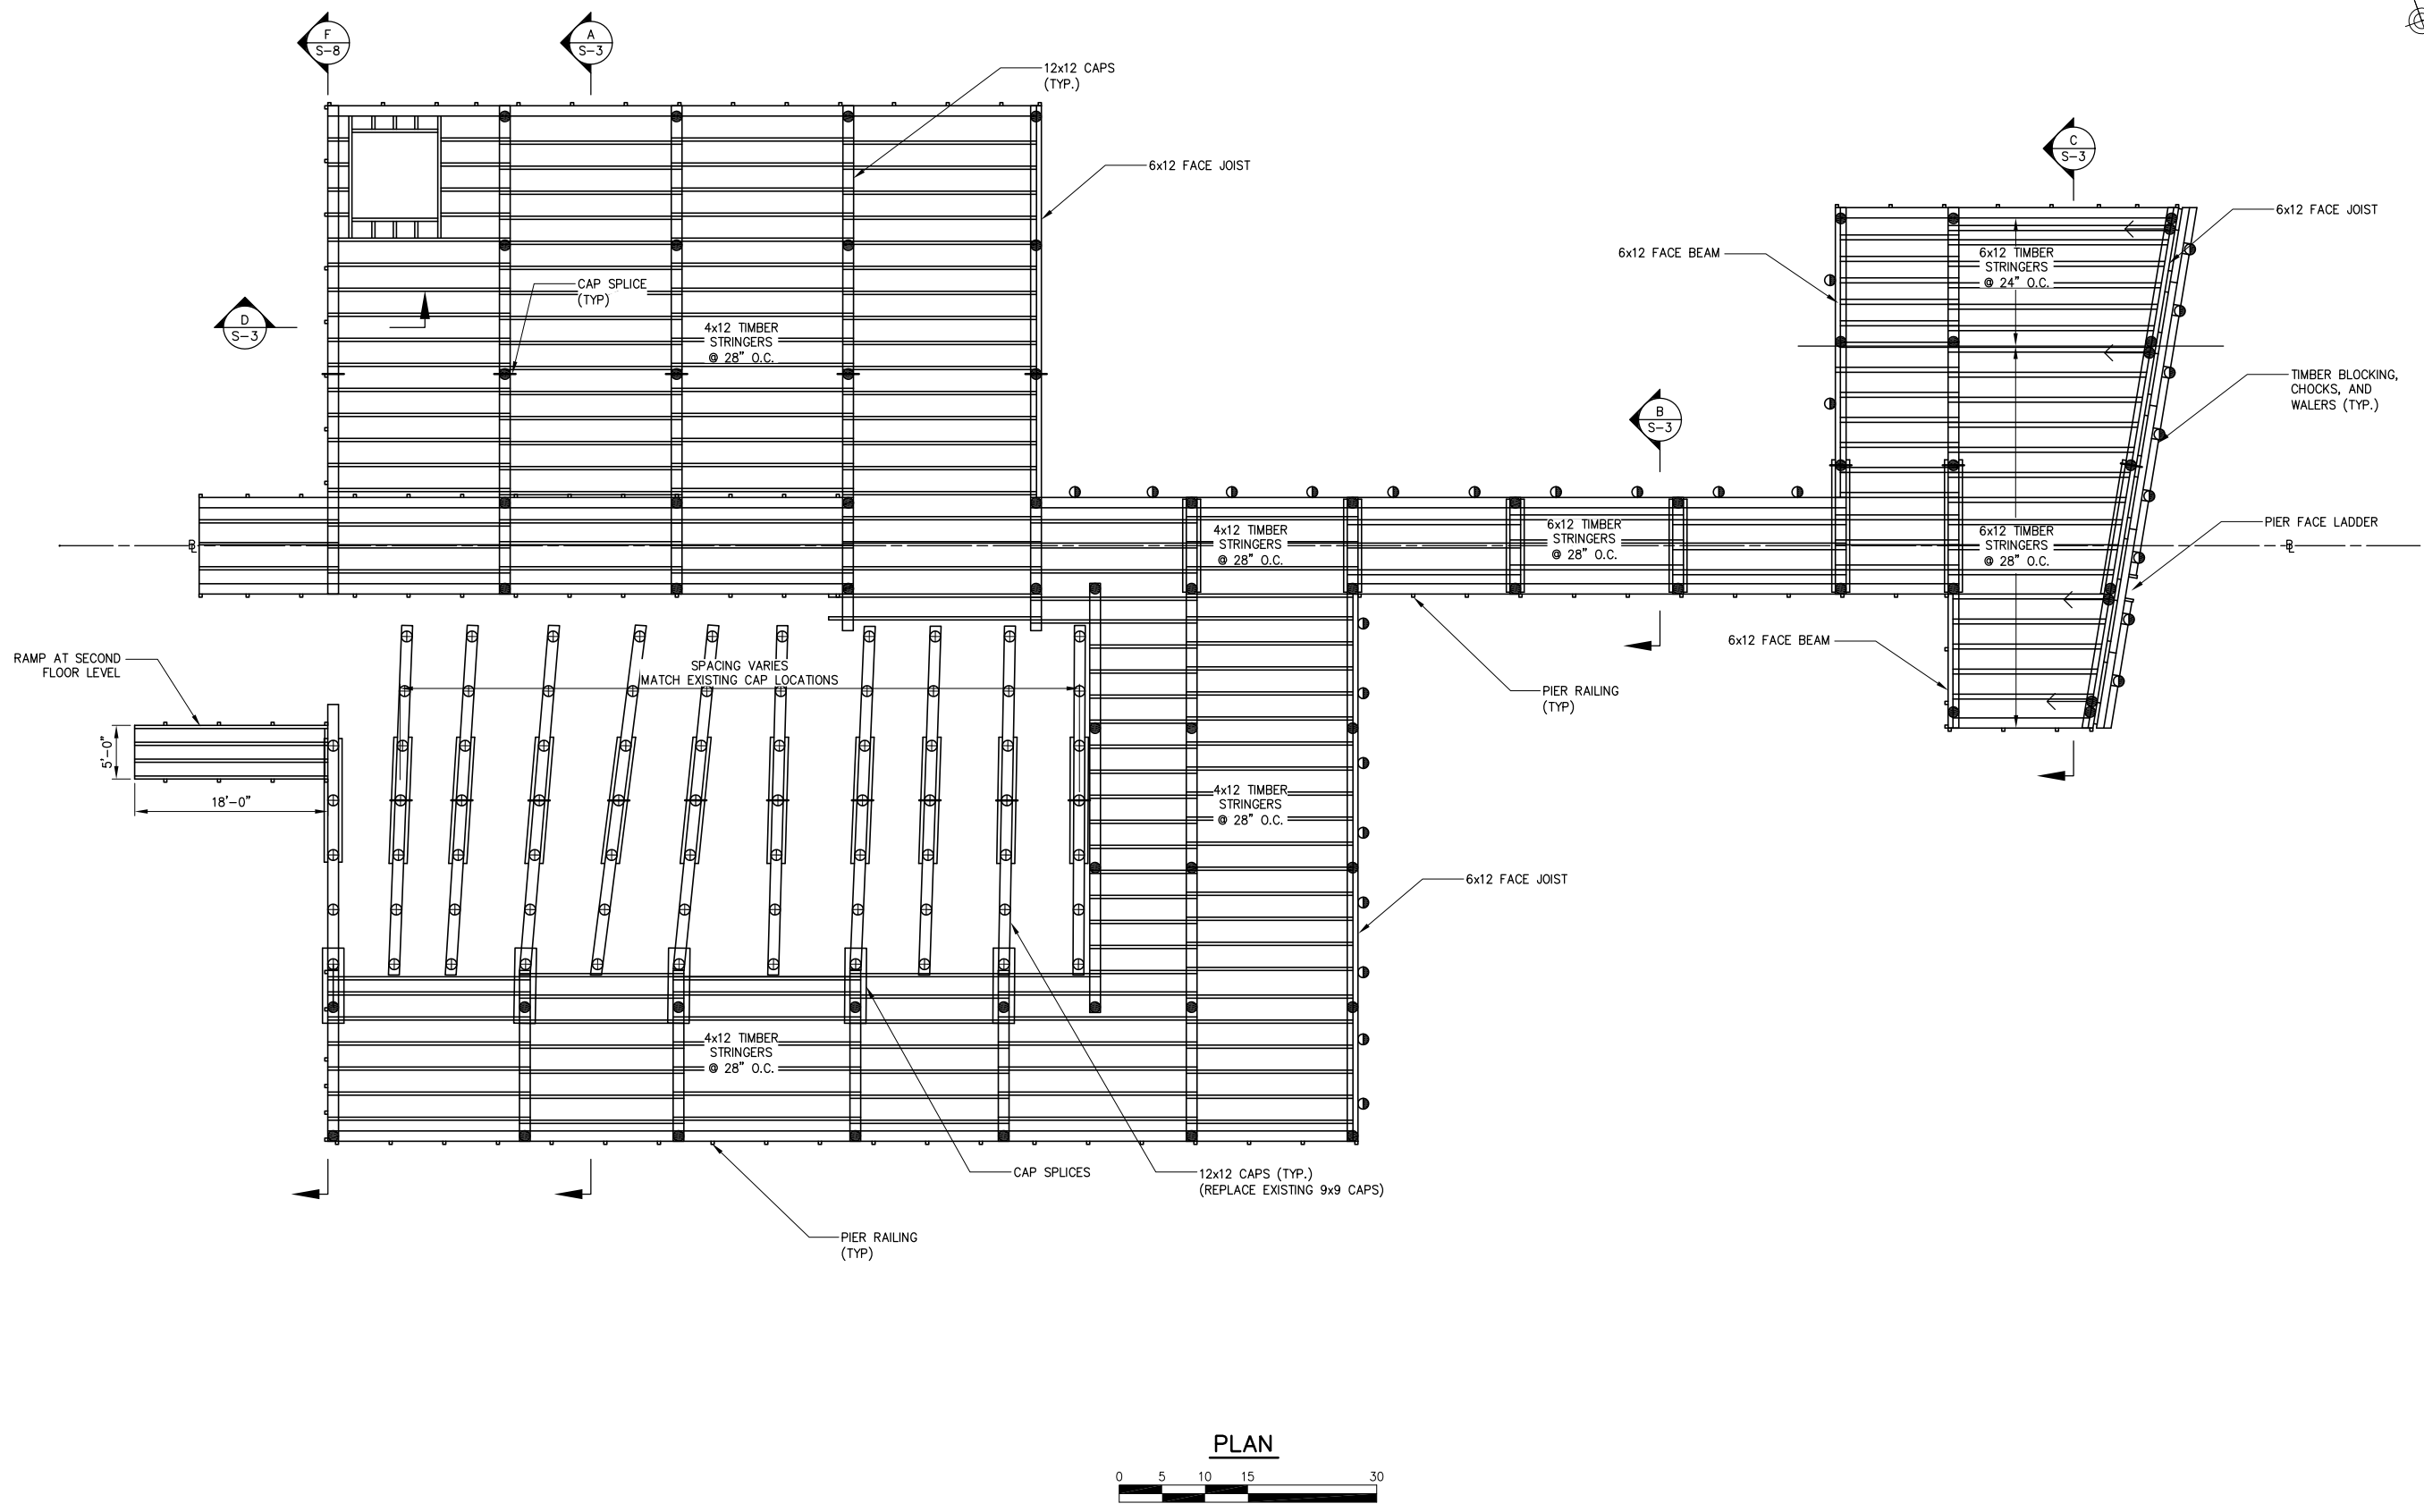 F
S-8
A
S-3
12x12 CAPS
(TYP.)
6x12 FACE JOIST
C
S-3
6x12 FACE JOIST
6x12 FACE BEAM
6x12 TIMBER
STRINGERS
@ 24" O.C.
CAP SPLICE
(TYP)
D
S-3
4x12 TIMBER
STRINGERS
@ 28" O.C.
TIMBER BLOCKING,
CHOCKS, AND
WALERS (TYP.)
B
S-3
4x12 TIMBER
STRINGERS
@ 28" O.C.
6x12 TIMBER
STRINGERS
@ 28" O.C.
6x12 TIMBER
STRINGERS
@ 28" O.C.
PIER FACE LADDER
BL
BL
6x12 FACE BEAM
RAMP AT SECOND
FLOOR LEVEL
SPACING VARIES
MATCH EXISTING CAP LOCATIONS
PIER RAILING
(TYP)
5'-0"
18'-0"
4x12 TIMBER
STRINGERS
@ 28" O.C.
6x12 FACE JOIST
4x12 TIMBER
STRINGERS
@ 28" O.C.
CAP SPLICES
12x12 CAPS (TYP.)
(REPLACE EXISTING 9x9 CAPS)
PIER RAILING
(TYP)
PLAN
0 5 10 15 30